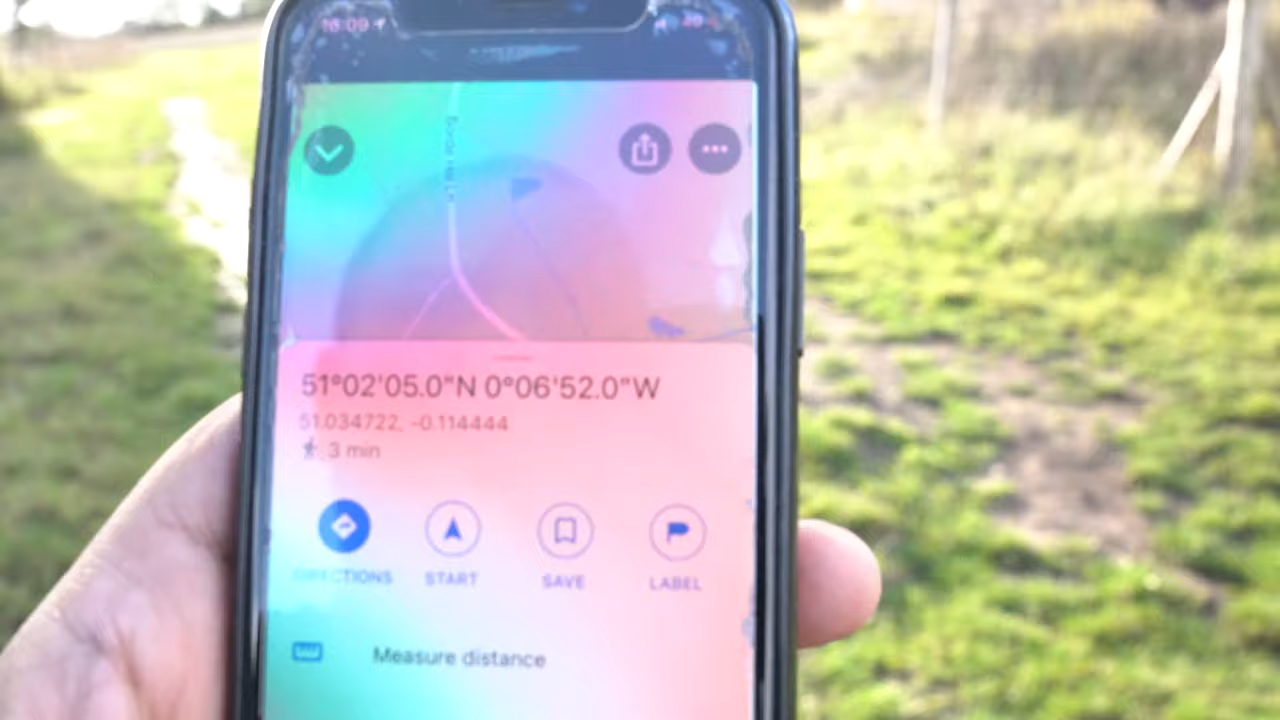 16:09
51°02'05.0"N 0°06'52.0"W
51.034722, -0.114444
3 min
DIRECTIONS START SAVE LABEL
Measure distance